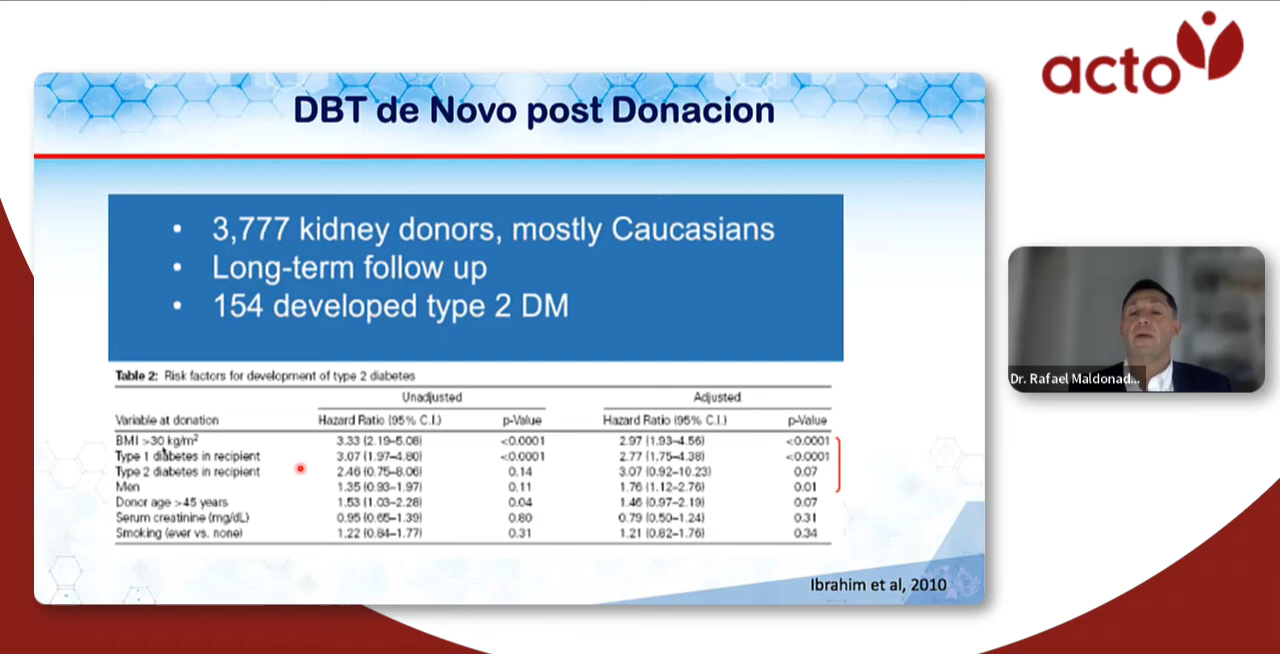 acto
DBT de Novo post Donacion
• 3,777 kidney donors, mostly Caucasians
• Long-term follow up
• 154 developed type 2 DM
Table 2: Risk factors for development of type 2 diabetes
Unadjusted Adjusted
Variable at donation Hazard Ratio (95% C.I.) p-Value Hazard Ratio (95% C.I.) p-Value
BMI >30 kg/m² 3.33 (2.19–5.08) <0.0001 2.97 (1.93–4.56) <0.0001
Type 1 diabetes in recipient 3.07 (1.97–4.80) <0.0001 2.77 (1.75–4.38) <0.0001
Type 2 diabetes in recipient 2.46 (0.75–8.06) 0.14 3.07 (0.92–10.23) 0.07
Men 1.35 (0.93–1.97) 0.11 1.76 (1.12–2.76) 0.01
Donor age >45 years 1.53 (1.03–2.28) 0.04 1.46 (0.97–2.19) 0.07
Serum creatinine (mg/dL) 0.95 (0.65–1.39) 0.80 0.79 (0.50–1.24) 0.31
Smoking (ever vs. none) 1.22 (0.84–1.77) 0.31 1.21 (0.82–1.76) 0.34
Ibrahim et al, 2010
Dr. Rafael Maldonad...